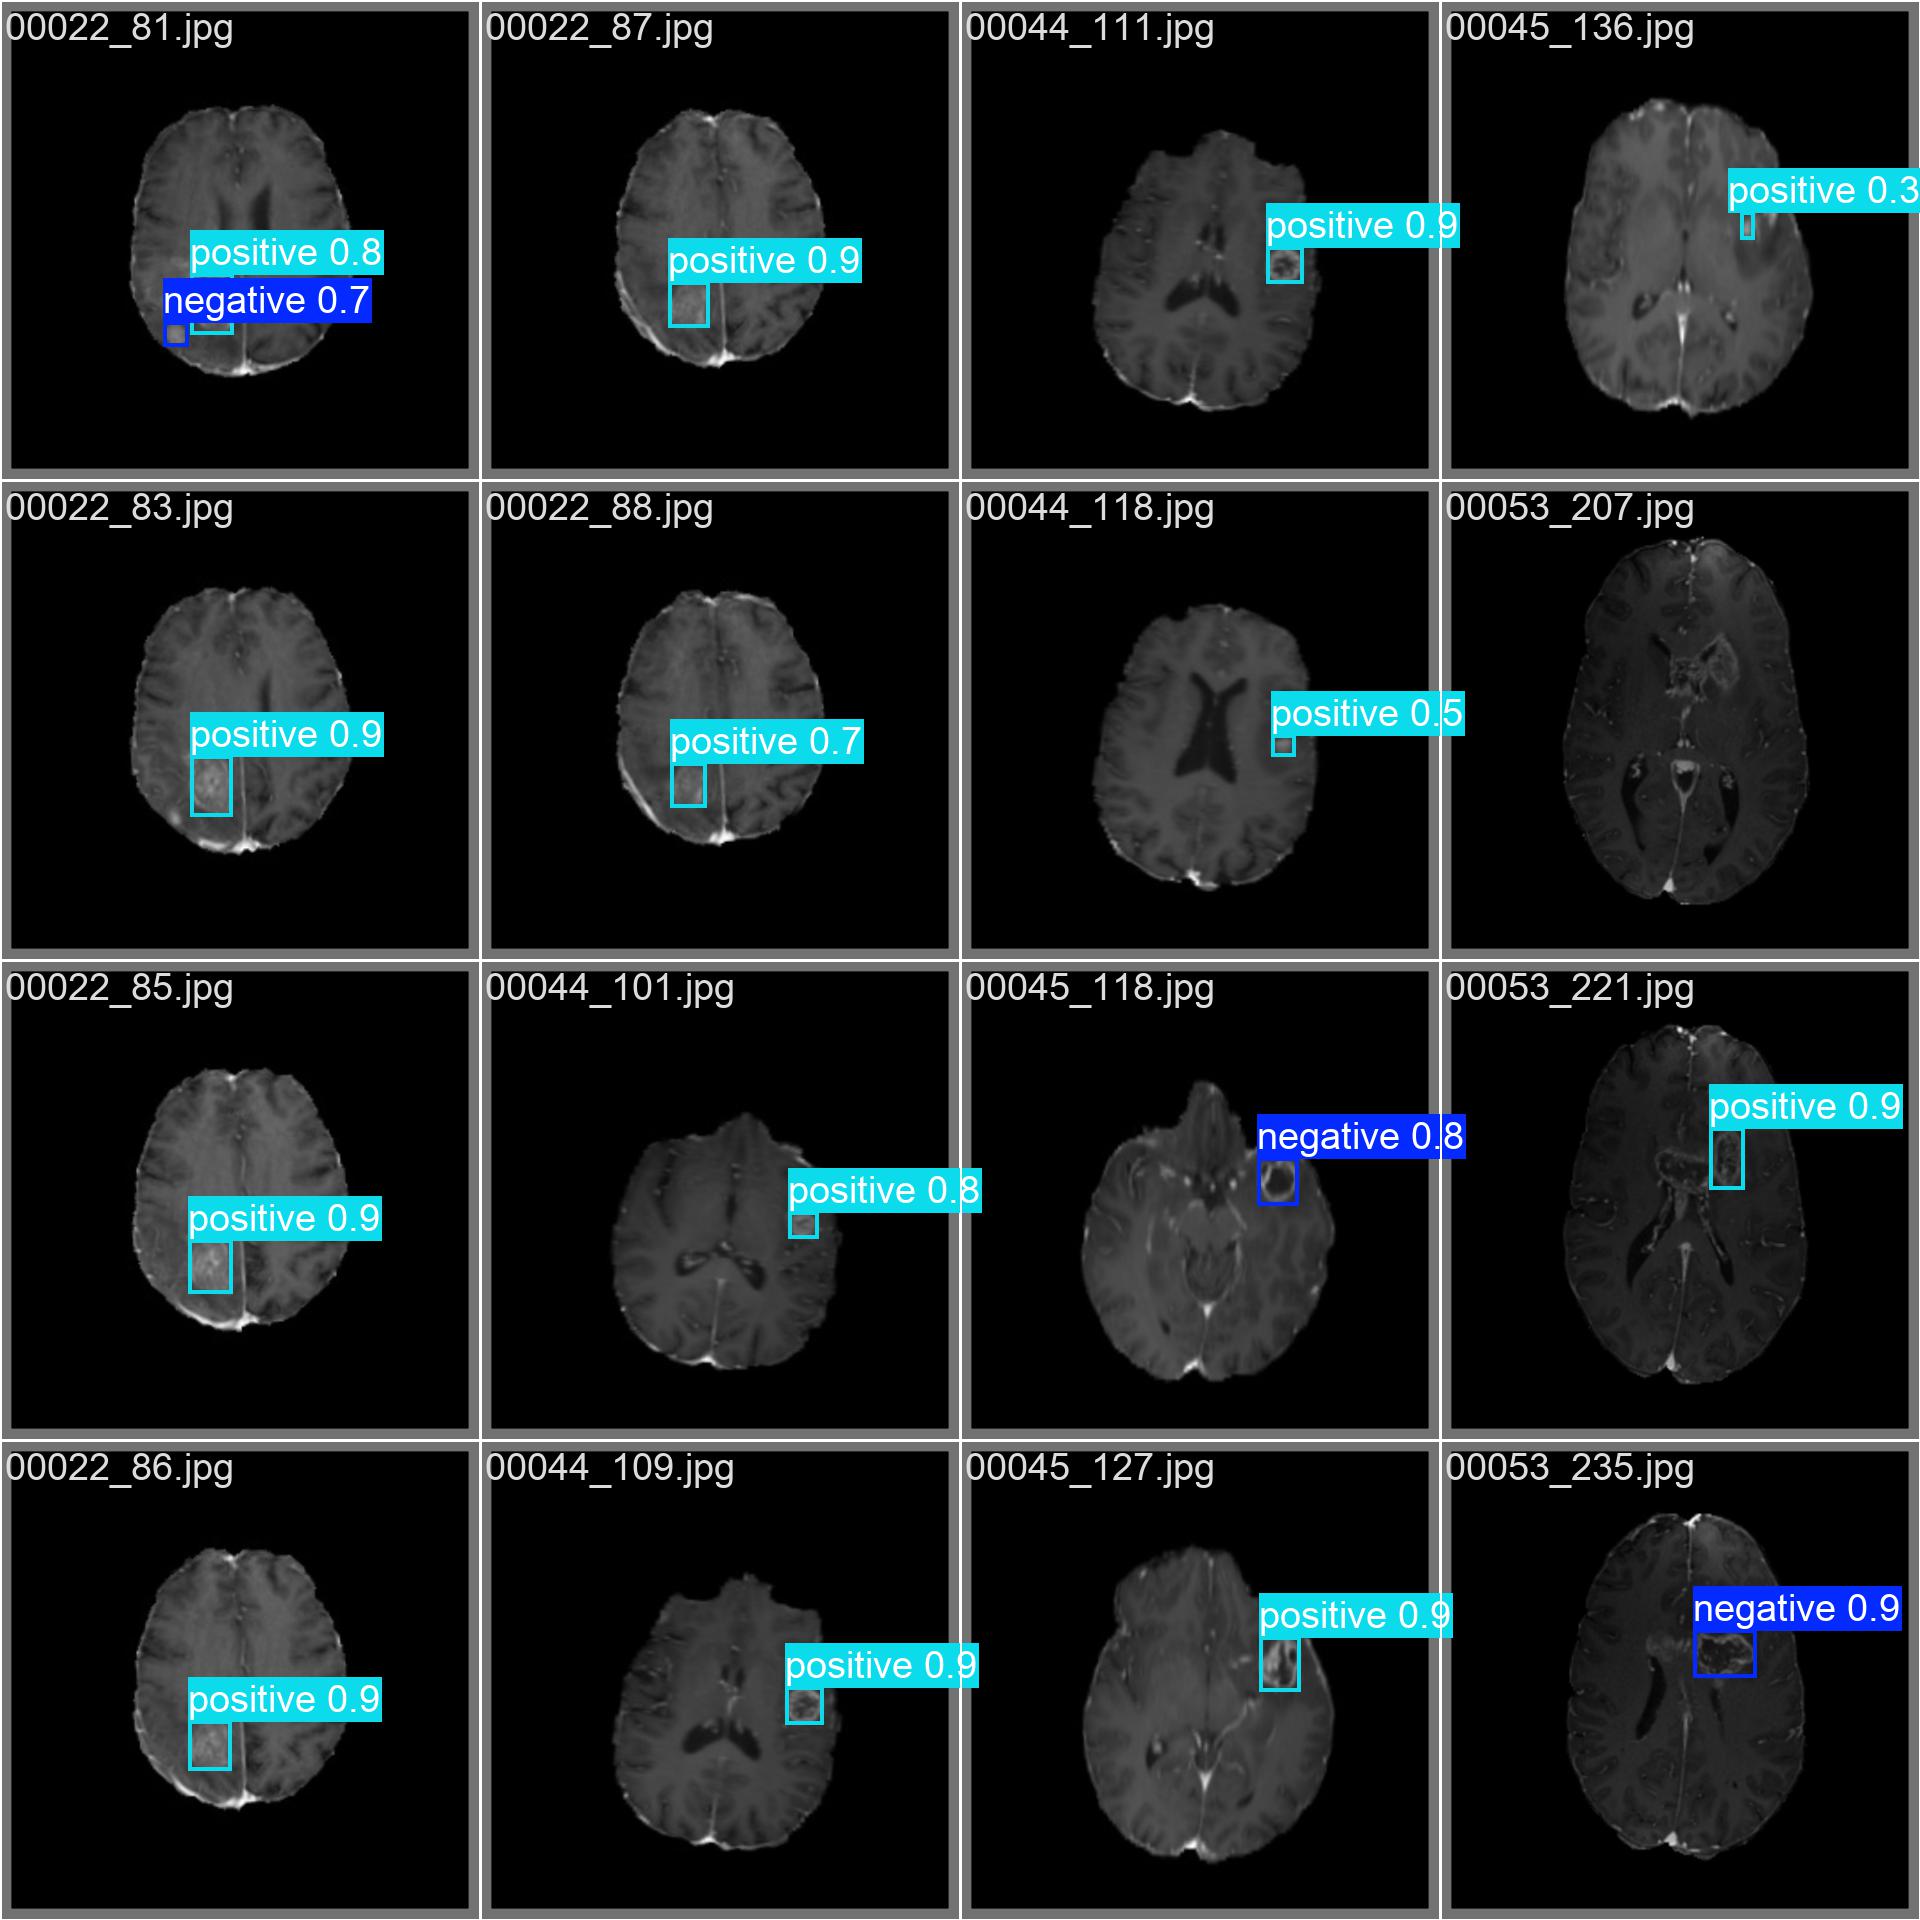 00022_81.jpg
positive 0.8
negative 0.7
00022_87.jpg
positive 0.9
00044_111.jpg
positive 0.9
00045_136.jpg
positive 0.3
00022_83.jpg
positive 0.9
00022_88.jpg
positive 0.7
00044_118.jpg
positive 0.5
00053_207.jpg
00022_85.jpg
positive 0.9
00044_101.jpg
positive 0.8
00045_118.jpg
negative 0.8
00053_221.jpg
positive 0.9
00022_86.jpg
positive 0.9
00044_109.jpg
positive 0.9
00045_127.jpg
positive 0.9
00053_235.jpg
negative 0.9